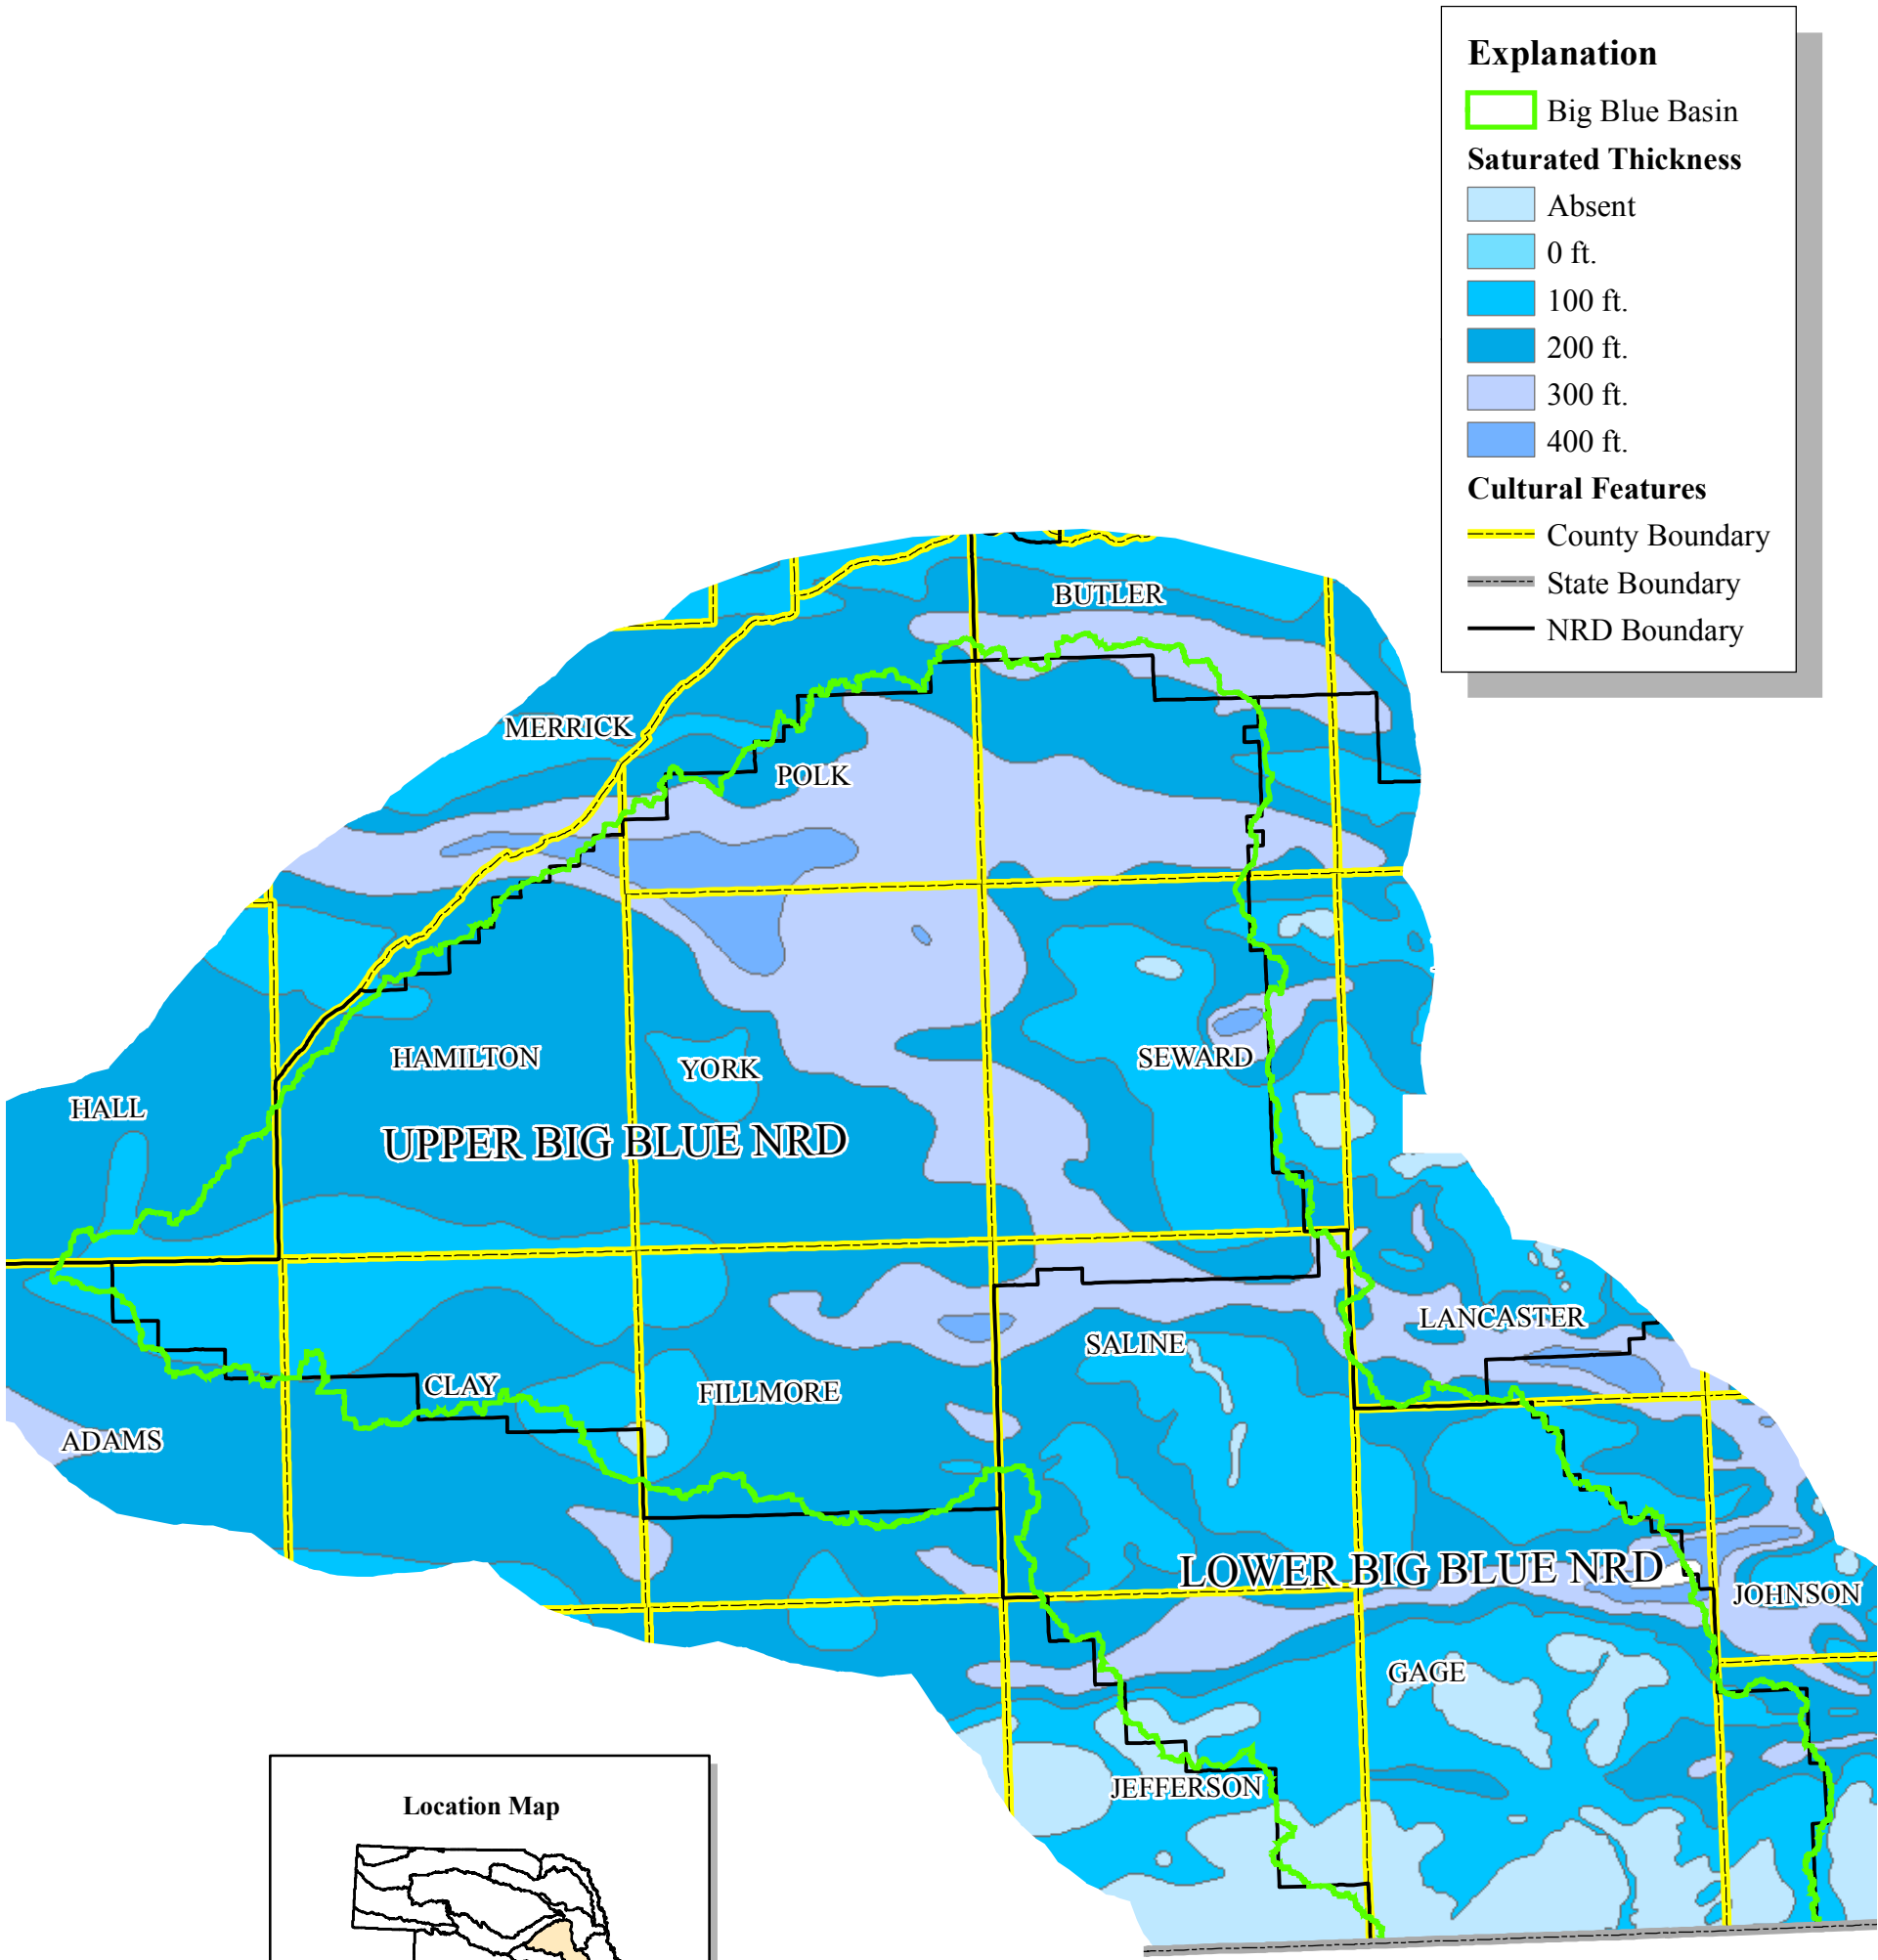 Explanation
Big Blue Basin
Saturated Thickness
Absent
0 ft.
100 ft.
200 ft.
300 ft.
400 ft.
Cultural Features
County Boundary
State Boundary
NRD Boundary
BUTLER
MERRICK
POLK
HAMILTON
YORK
SEWARD
HALL
UPPER BIG BLUE NRD
LANCASTER
SALINE
CLAY
FILLMORE
ADAMS
LOWER BIG BLUE NRD
JOHNSON
GAGE
JEFFERSON
Location Map